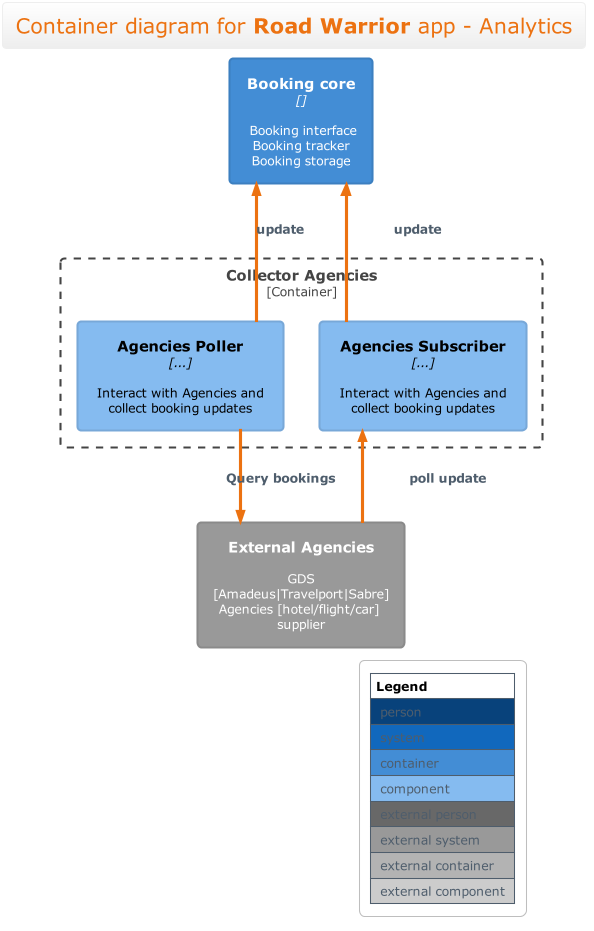 Container diagram for Road Warrior app - Analytics
Booking core
[]
Booking interface
Booking tracker
Booking storage
update
update
Collector Agencies
[Container]
Agencies Poller
[...]
Interact with Agencies and
collect booking updates
Agencies Subscriber
[...]
Interact with Agencies and
collect booking updates
Query bookings
poll update
External Agencies
GDS
[Amadeus|Travelport|Sabre]
Agencies [hotel/flight/car]
supplier
Legend
person
system
container
component
external person
external system
external container
external component